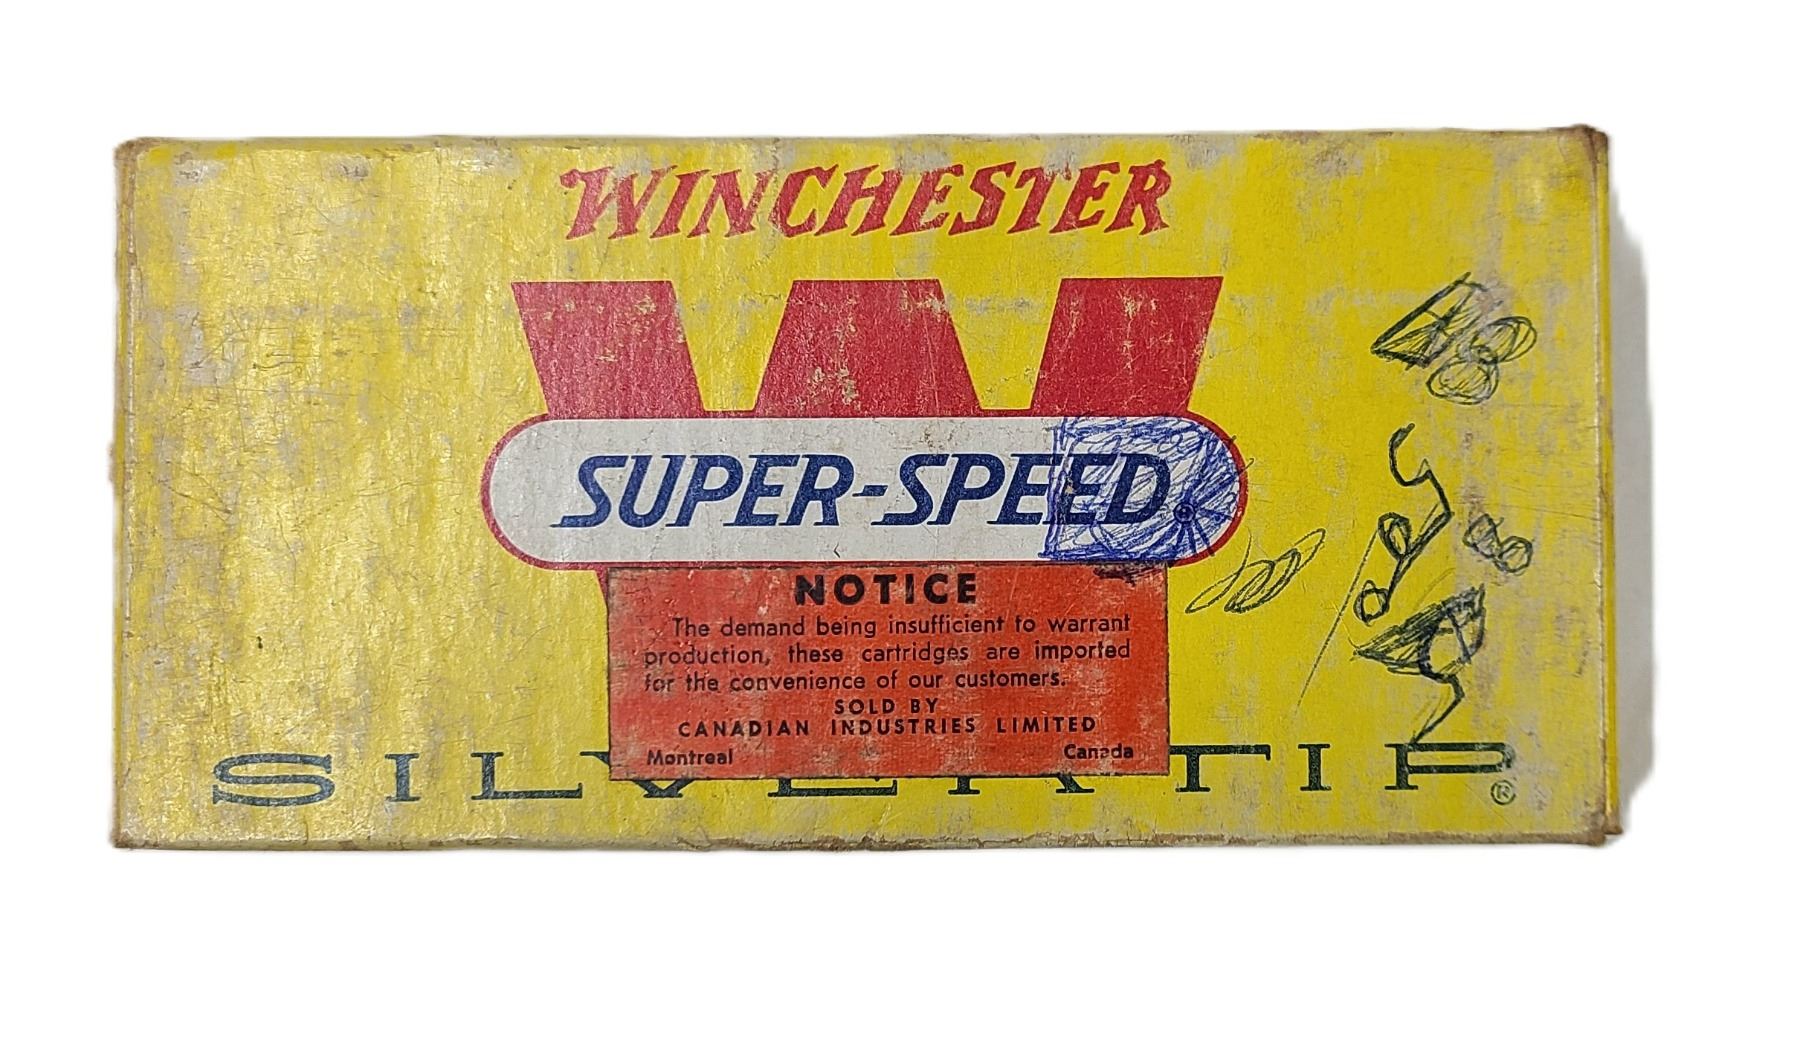 WINCHESTER
SUPER-SPEED
NOTICE
The demand being insufficient to warrant
production, these cartridges are imported
for the convenience of our customers.
SOLD BY
CANADIAN INDUSTRIES LIMITED
Montreal Canada
SILVERTIP®